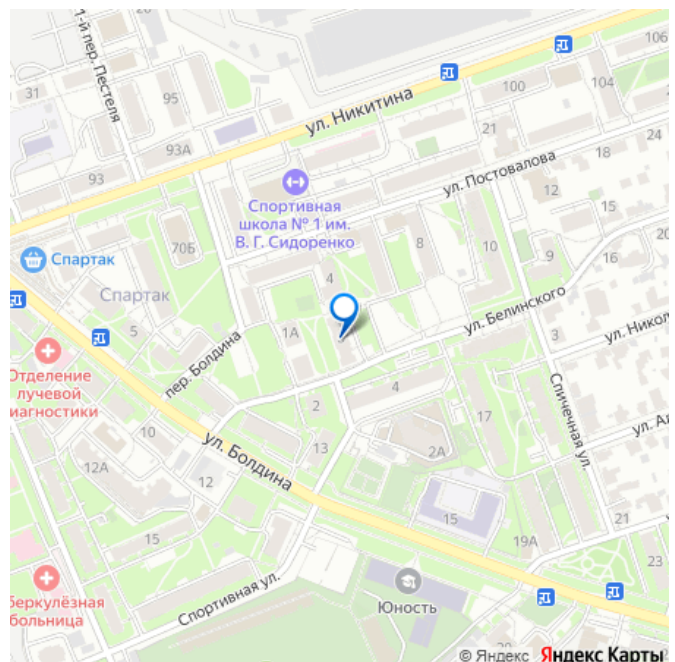 106
1-й пер. Пестеля
31
95
100
104
ул. Никитина
93А
21
24
93
18
ул. Постовалова
Спортивная
школа № 1 им.
В. Г. Сидоренко
12
15
70Б
8
10
20
Спартак
9
16
Спартак
4
ул. Белинского
5
1А
3
ул. Никол
пер. Болдина
Отделение
лучевой
диагностики
2
4
17
Спичечная ул.
ул. Ал
10
ул. Болдина
13
2А
12А
12
15
15
19А
21
23
Юность
Спортивная ул.
беркулёзная
больница
© Яндекс Яндекс Карты